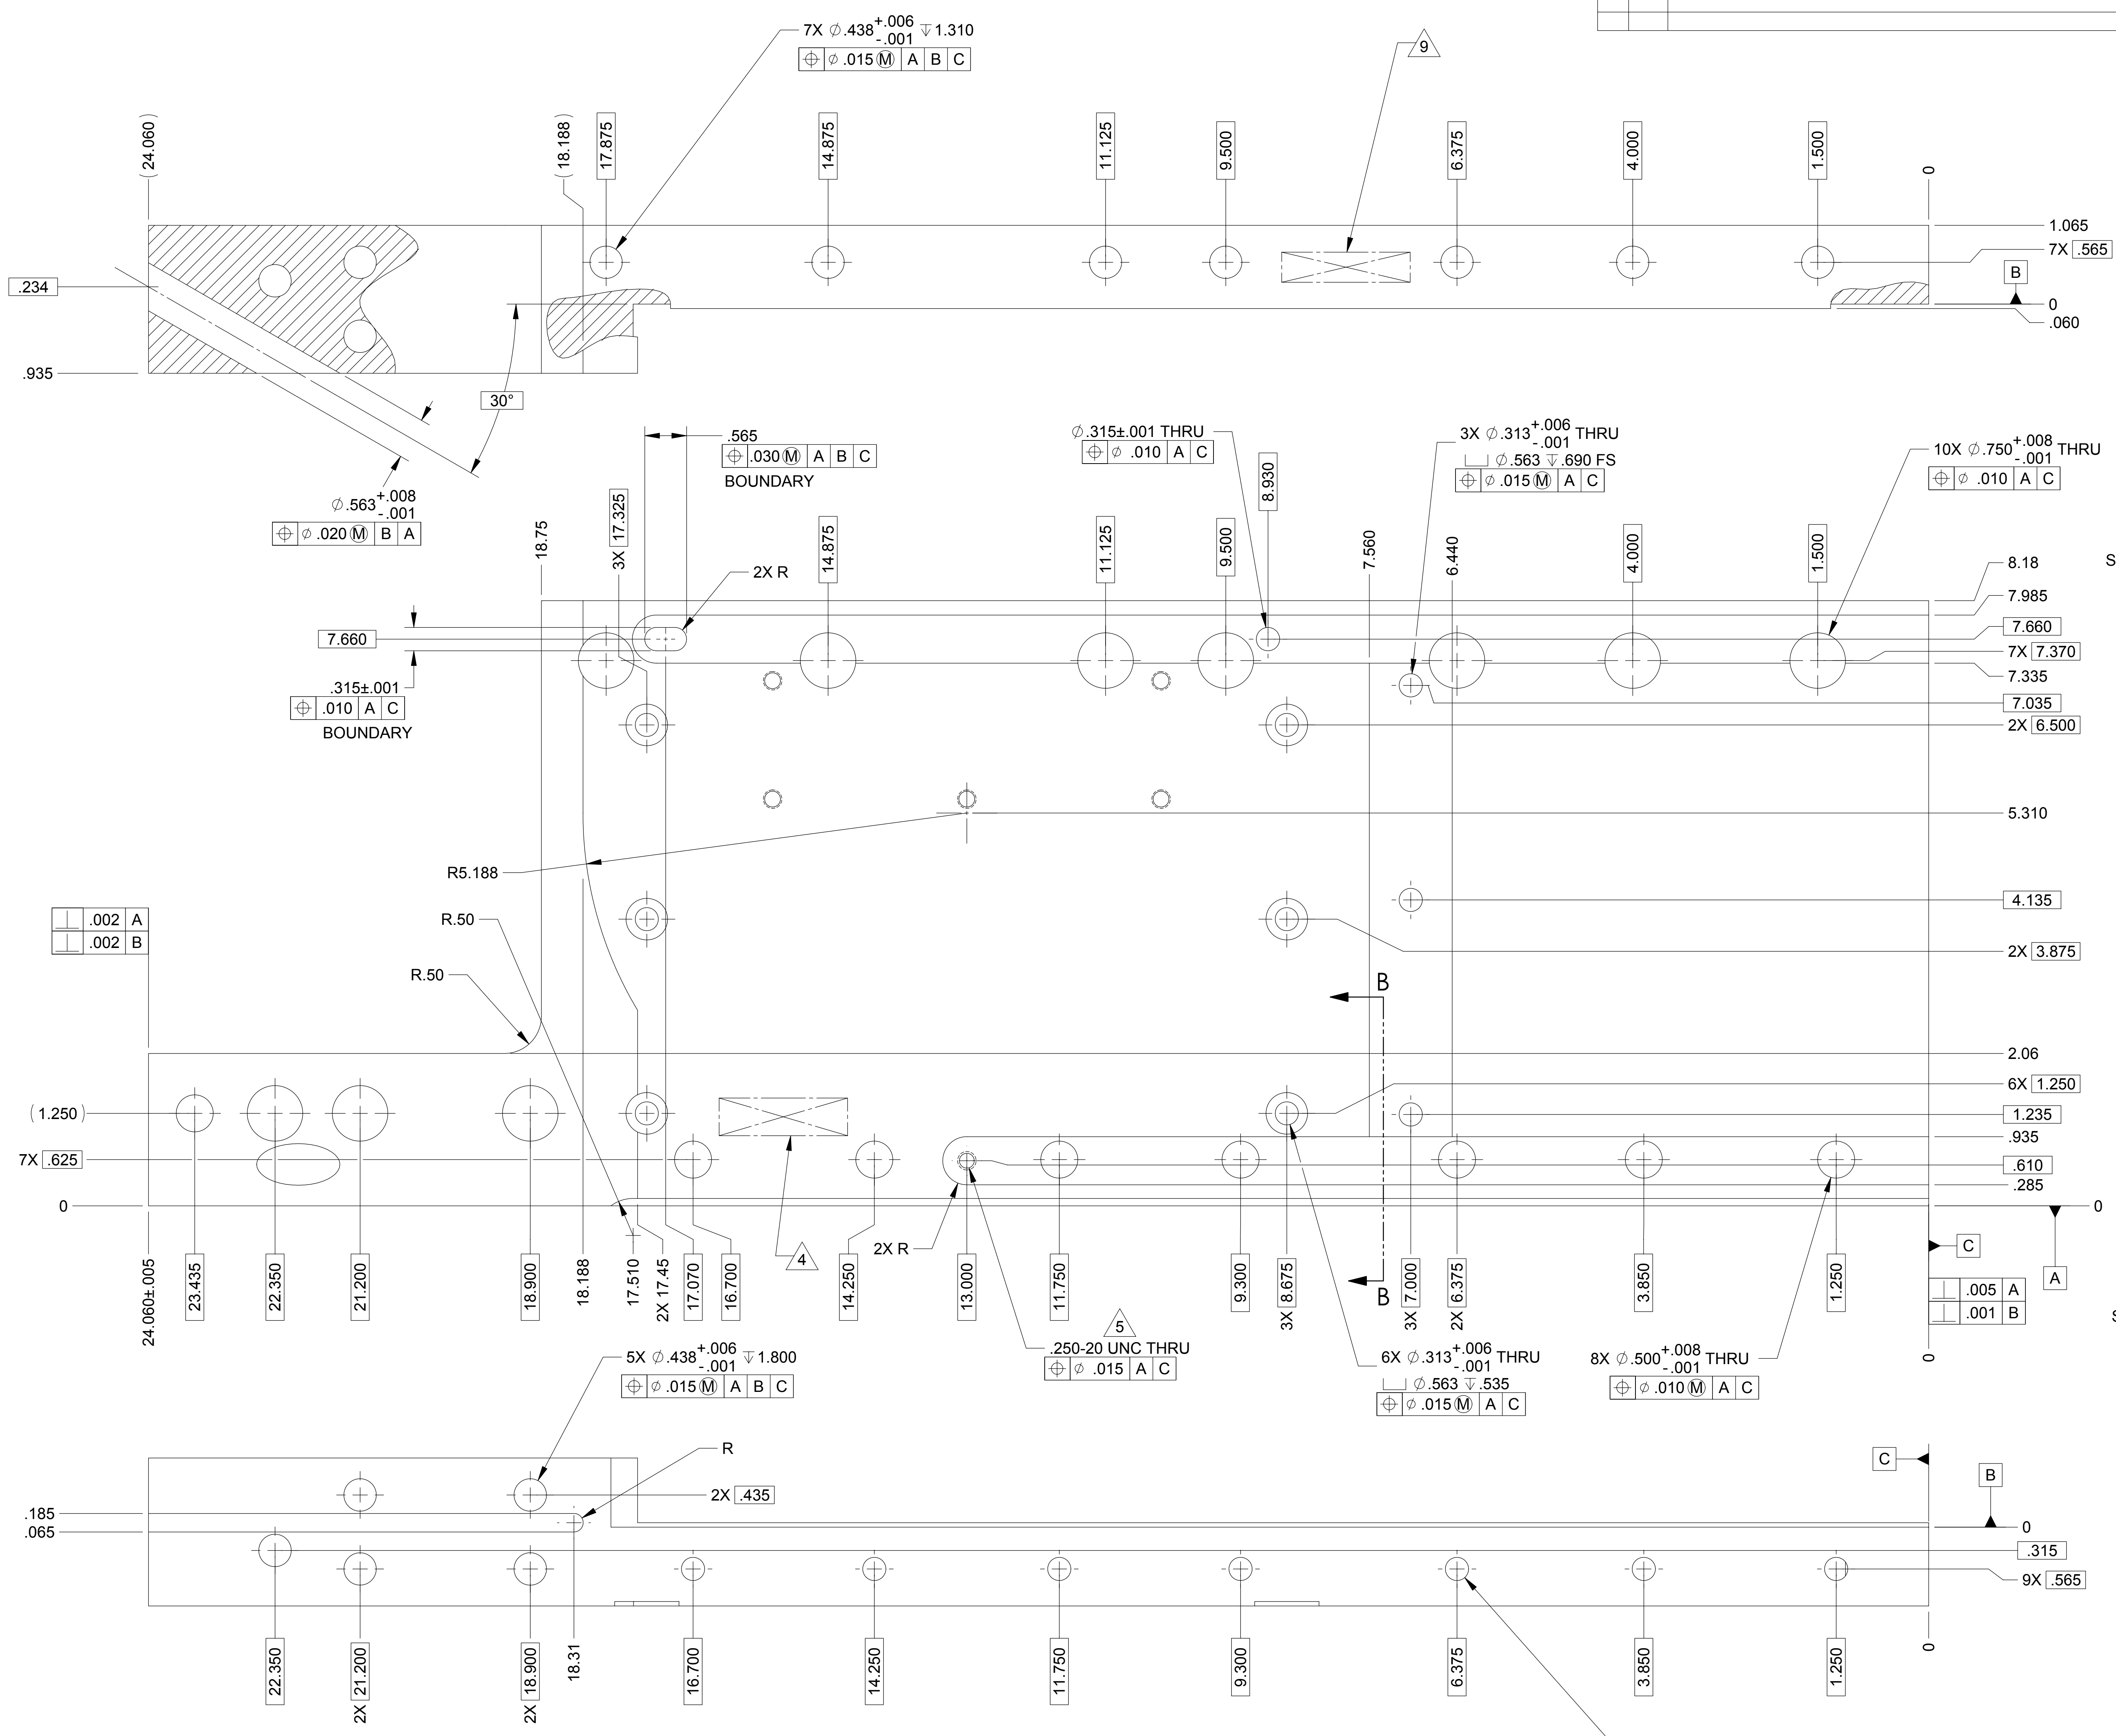 7X ⌀.438 +.006 -.001 ↧1.310
⌖ ⌀ .015 Ⓜ A B C
9
(24.060)
(18.188)
17.875
14.875
11.125
9.500
6.375
4.000
1.500
0
1.065
7X .565
B
0
.060
.234
.935
30°
⌀.563 +.008 -.001
⌖ ⌀ .020 Ⓜ B A
.565
⌖ .030 Ⓜ A B C
BOUNDARY
⌀.315±.001 THRU
⌖ ⌀ .010 A C
3X ⌀.313 +.006 -.001 THRU
⌴ ⌀.563 ↧.690 FS
⌖ ⌀ .015 Ⓜ A C
10X ⌀.750 +.008 -.001 THRU
⌖ ⌀ .010 A C
18.75
3X 17.325
2X R
14.875
11.125
9.500
8.930
7.560
6.440
4.000
1.500
8.18
7.985
7.660
7.660
7X 7.370
7.335
7.035
2X 6.500
.315±.001
⌖ .010 A C
BOUNDARY
5.310
R5.188
R.50
R.50
4.135
2X 3.875
⟂ .002 A
⟂ .002 B
B
2.06
(1.250)
6X 1.250
1.235
.935
7X .625
.610
.285
0
0
24.060±.005
23.435
22.350
21.200
18.900
18.188
17.510
2X 17.45
17.070
16.700
4
14.250
2X R
13.000
11.750
9.300
3X 8.675
B
3X 7.000
2X 6.375
3.850
1.250
C
A
⟂ .005 A
⟂ .001 B
0
5X ⌀.438 +.006 -.001 ↧1.800
⌖ ⌀ .015 Ⓜ A B C
5
.250-20 UNC THRU
⌖ ⌀ .015 A C
6X ⌀.313 +.006 -.001 THRU
⌴ ⌀.563 ↧.535
⌖ ⌀ .015 Ⓜ A C
8X ⌀.500 +.008 -.001 THRU
⌖ ⌀ .010 Ⓜ A C
R
2X .435
C
B
.185
.065
0
.315
9X .565
22.350
2X 21.200
2X 18.900
18.31
16.700
14.250
11.750
9.300
6.375
3.850
1.250
0